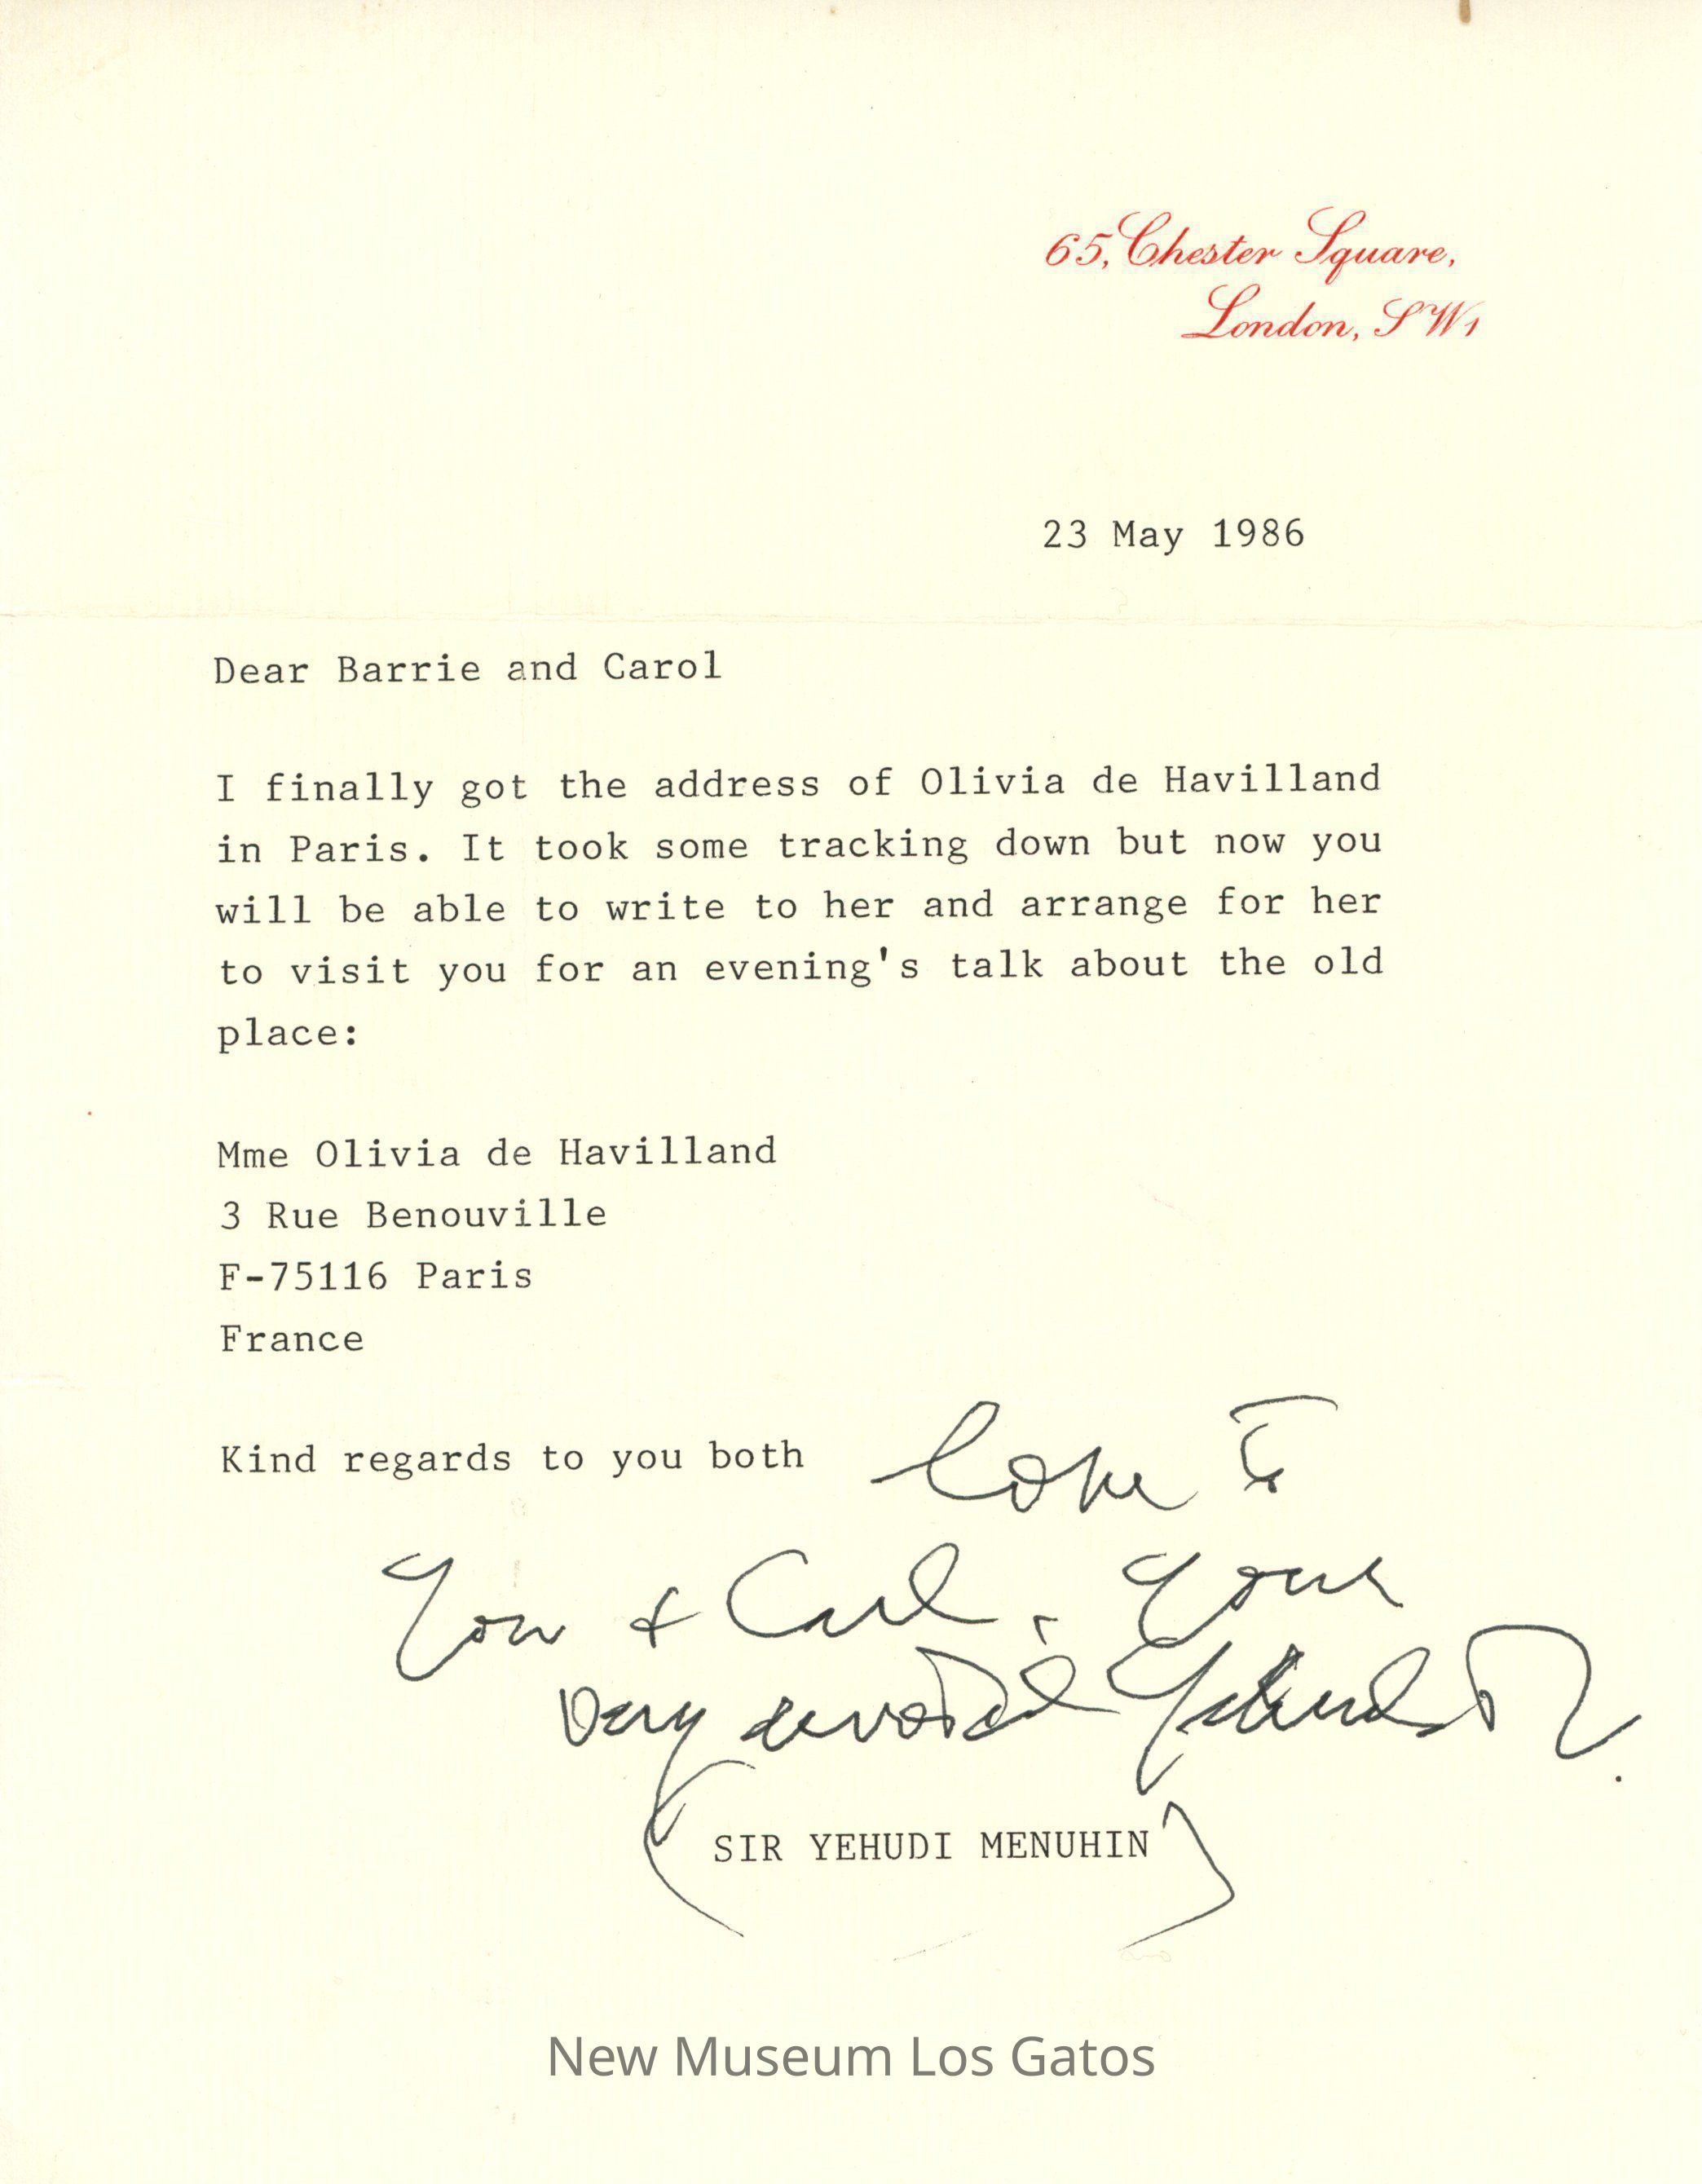 65, Chester Square,
London, SW1
23 May 1986
Dear Barrie and Carol
I finally got the address of Olivia de Havilland
in Paris. It took some tracking down but now you
will be able to write to her and arrange for her
to visit you for an evening's talk about the old
place:
Mme Olivia de Havilland
3 Rue Benouville
F-75116 Paris
France
Kind regards to you both love to
you & Carl, Your
very devoted Yehudi
(SIR YEHUDI MENUHIN)
New Museum Los Gatos